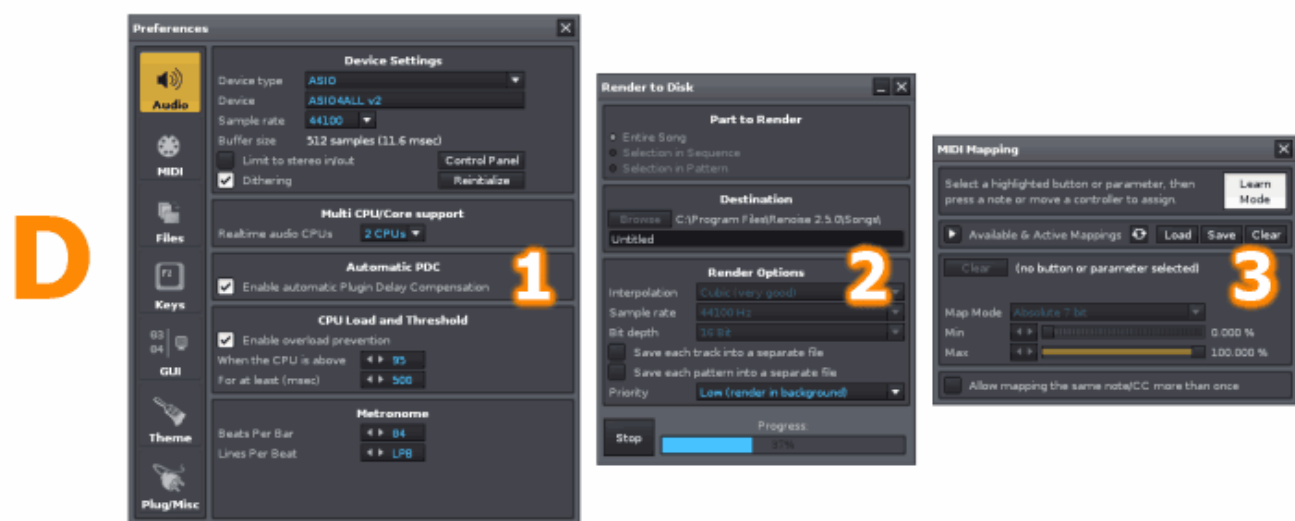 D
Preferences
Audio
MIDI
Files
F2
Keys
03
04
GUI
Theme
Plug/Misc
Device Settings
Device type ASIO
Device ASIO4ALL v2
Sample rate 44100
Buffer size 512 samples (11.6 msec)
Limit to stereo in/out Control Panel
Dithering Reinitialize
Multi CPU/Core support
Realtime audio CPUs 2 CPUs
Automatic PDC
Enable automatic Plugin Delay Compensation
1
CPU Load and Threshold
Enable overload prevention
When the CPU is above 95
For at least (msec) 500
Metronome
Beats Per Bar 04
Lines Per Beat LPB
Render to Disk
Part to Render
Entire Song
Selection in Sequence
Selection in Pattern
Destination
Browse C:\Program Files\Renoise 2.5.0\Songs\
Untitled
Render Options
2
Interpolation Cubic (very good)
Sample rate 44100 Hz
Bit depth 16 Bit
Save each track into a separate file
Save each pattern into a separate file
Priority Low (render in background)
Stop
Progress:
37%
MIDI Mapping
Select a highlighted button or parameter, then
press a note or move a controller to assign.
Learn
Mode
Available & Active Mappings Load Save Clear
Clear (no button or parameter selected)
3
Map Mode Absolute 7 bit
Min 0.000 %
Max 100.000 %
Allow mapping the same note/CC more than once